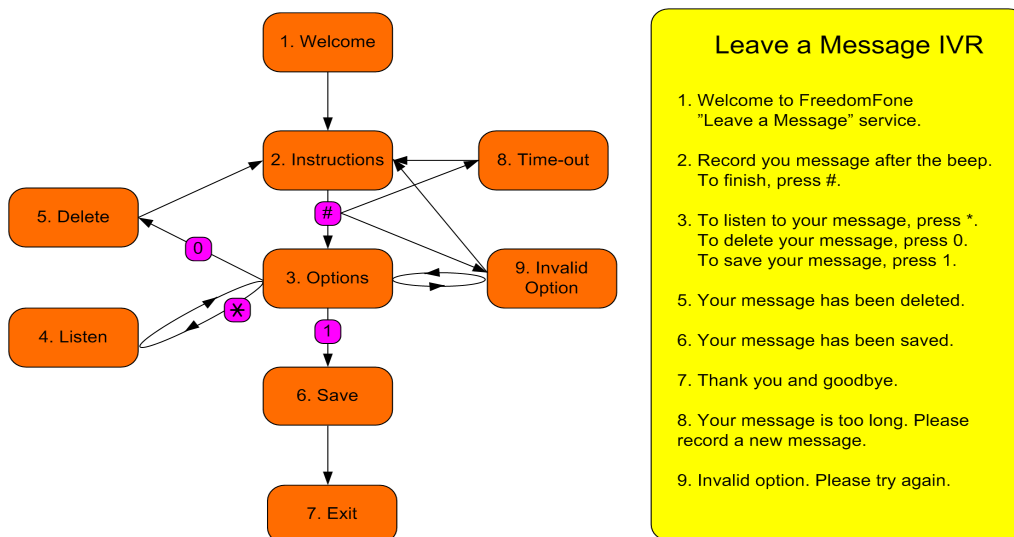 1. Welcome
2. Instructions
8. Time-out
#
5. Delete
0
3. Options
9. Invalid
Option
*
4. Listen
1
6. Save
7. Exit
Leave a Message IVR
1. Welcome to FreedomFone
”Leave a Message” service.
2. Record you message after the beep.
To finish, press #.
3. To listen to your message, press *.
To delete your message, press 0.
To save your message, press 1.
5. Your message has been deleted.
6. Your message has been saved.
7. Thank you and goodbye.
8. Your message is too long. Please
record a new message.
9. Invalid option. Please try again.